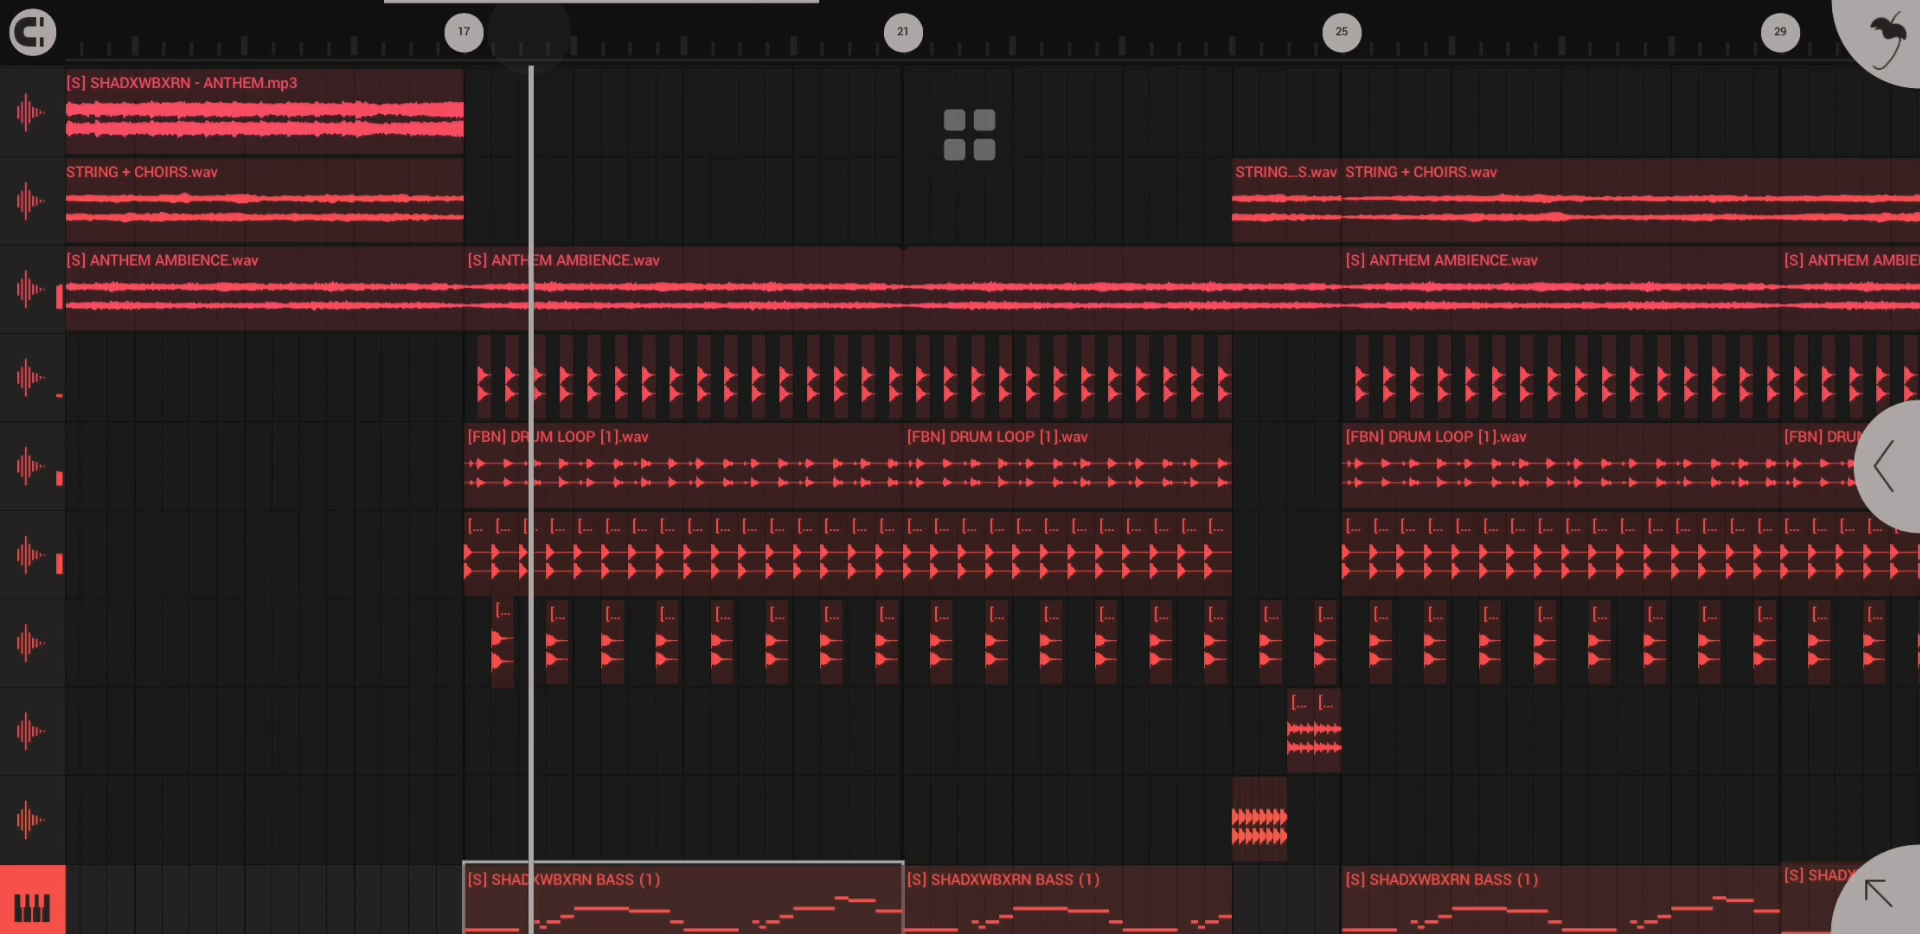 17 21 25 29
[S] SHADXWBXRN - ANTHEM.mp3
STRING + CHOIRS.wav STRING...S.wav STRING + CHOIRS.wav
[S] ANTHEM AMBIENCE.wav [S] ANTHEM AMBIENCE.wav [S] ANTHEM AMBIENCE.wav [S] ANTHEM AMBIE
[FBN] DRUM LOOP [1].wav [FBN] DRUM LOOP [1].wav [FBN] DRUM LOOP [1].wav [FBN] DRUM
[... [... [... [... [... [... [... [... [... [... [... [... [... [... [... [... [... [... [... [... [... [... [... [... [... [... [... [... [... [... [... [... [... [... [... [... [... [... [... [... [... [... [... [... [... [... [... [... [...
[... [... [... [... [... [... [... [... [... [... [... [... [... [... [... [... [... [... [... [... [... [... [... [... [... [...
[... [...
[S] SHADXWBXRN BASS (1) [S] SHADXWBXRN BASS (1) [S] SHADXWBXRN BASS (1) [S] SHADX